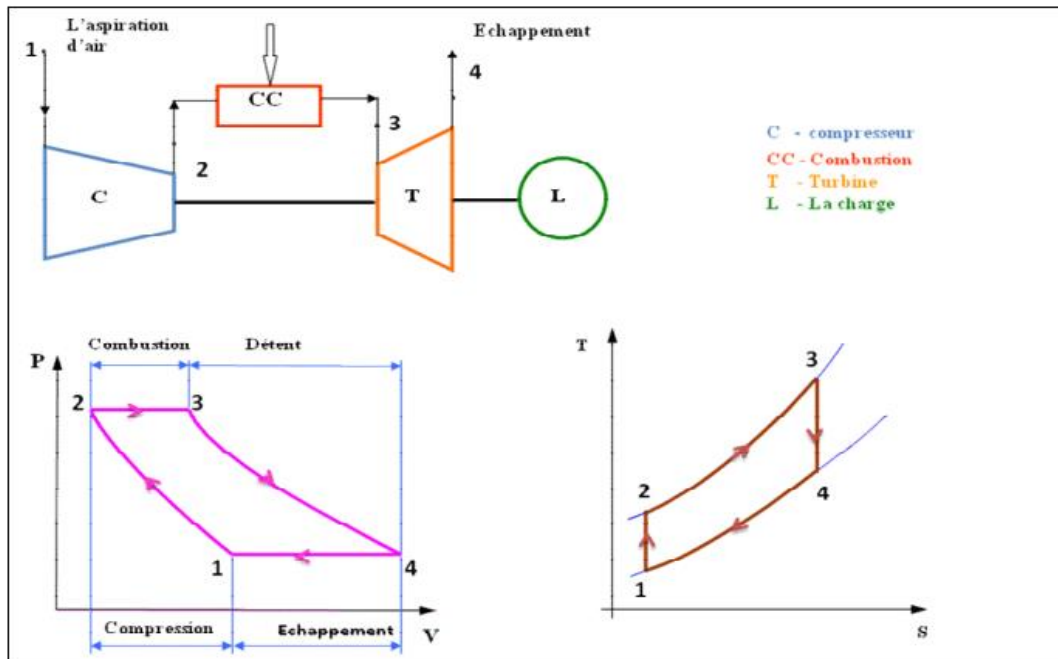 L'aspiration
d'air
Echappement
1
4
CC
3
2
C
T
L
C - compresseur
CC - Combustion
T - Turbine
L - La charge
Combustion
Détent
P
2
3
1
4
V
Compression
Echappement
T
3
2
4
1
S